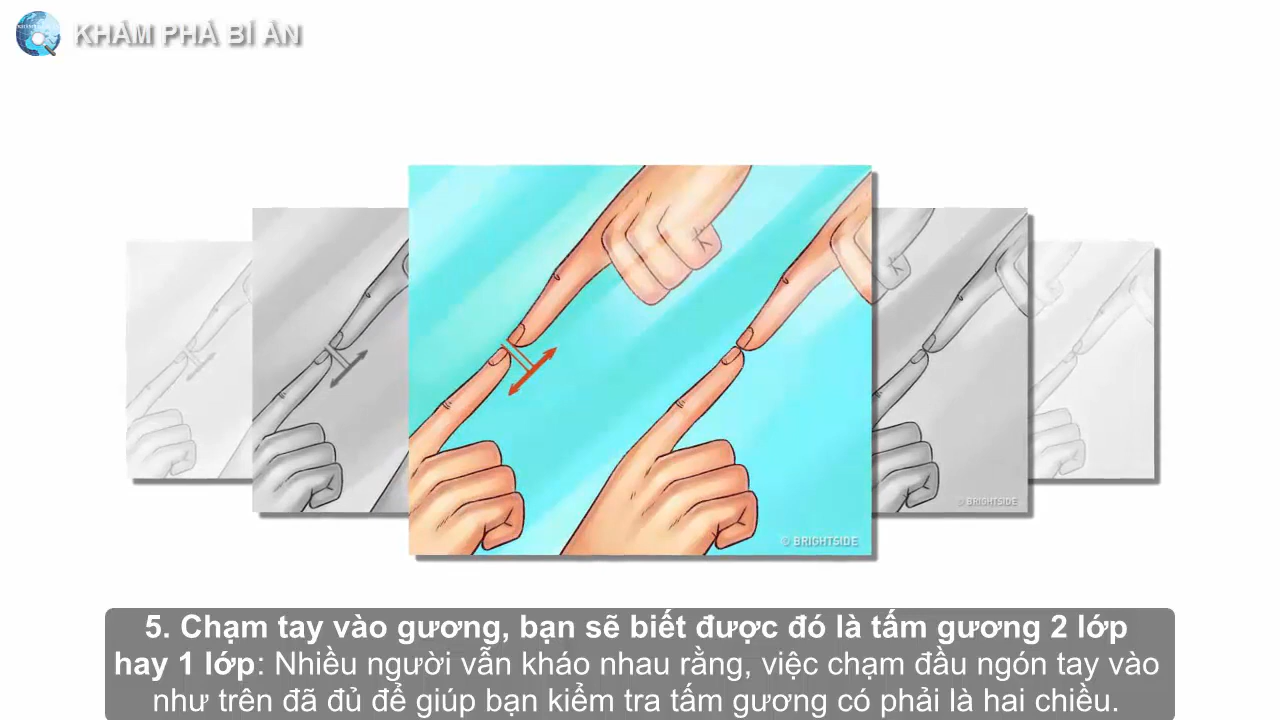 KHÁM PHÁ BÍ ẨN
© BRIGHTSIDE
© BRIGHTSIDE
5. Chạm tay vào gương, bạn sẽ biết được đó là tấm gương 2 lớp
hay 1 lớp: Nhiều người vẫn kháo nhau rằng, việc chạm đầu ngón tay vào
như trên đã đủ để giúp bạn kiểm tra tấm gương có phải là hai chiều.